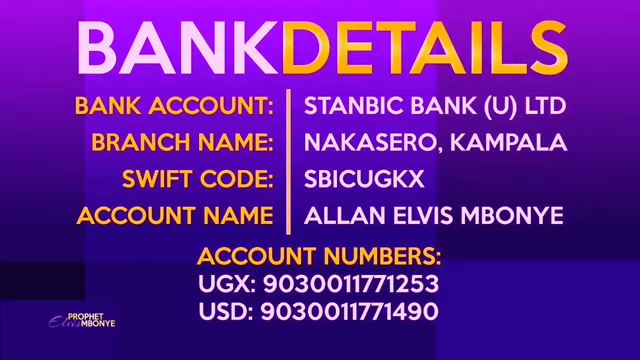 BANKDETAILS
BANK ACCOUNT: STANBIC BANK (U) LTD
BRANCH NAME: NAKASERO, KAMPALA
SWIFT CODE: SBICUGKX
ACCOUNT NAME ALLAN ELVIS MBONYE
ACCOUNT NUMBERS:
UGX: 9030011771253
USD: 9030011771490
PROPHET
Elvis MBONYE